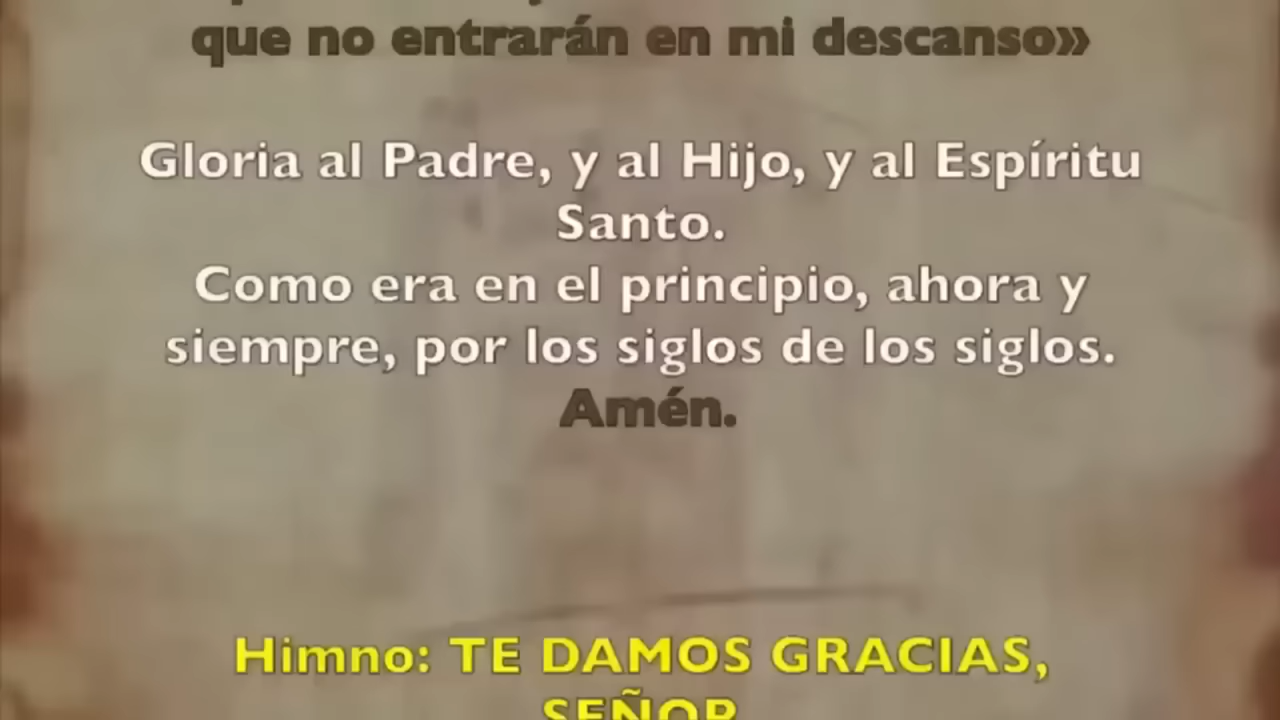 que no entrarán en mi descanso»
Gloria al Padre, y al Hijo, y al Espíritu
Santo.
Como era en el principio, ahora y
siempre, por los siglos de los siglos.
Amén.
Himno: TE DAMOS GRACIAS,
SEÑOR